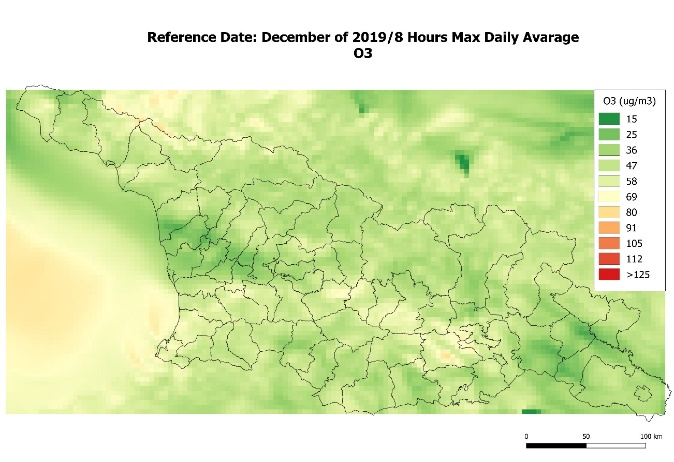 Reference Date: December of 2019/8 Hours Max Daily Avarage
O3
O3 (ug/m3)
15
25
36
47
58
69
80
91
105
112
>125
0 50 100 km